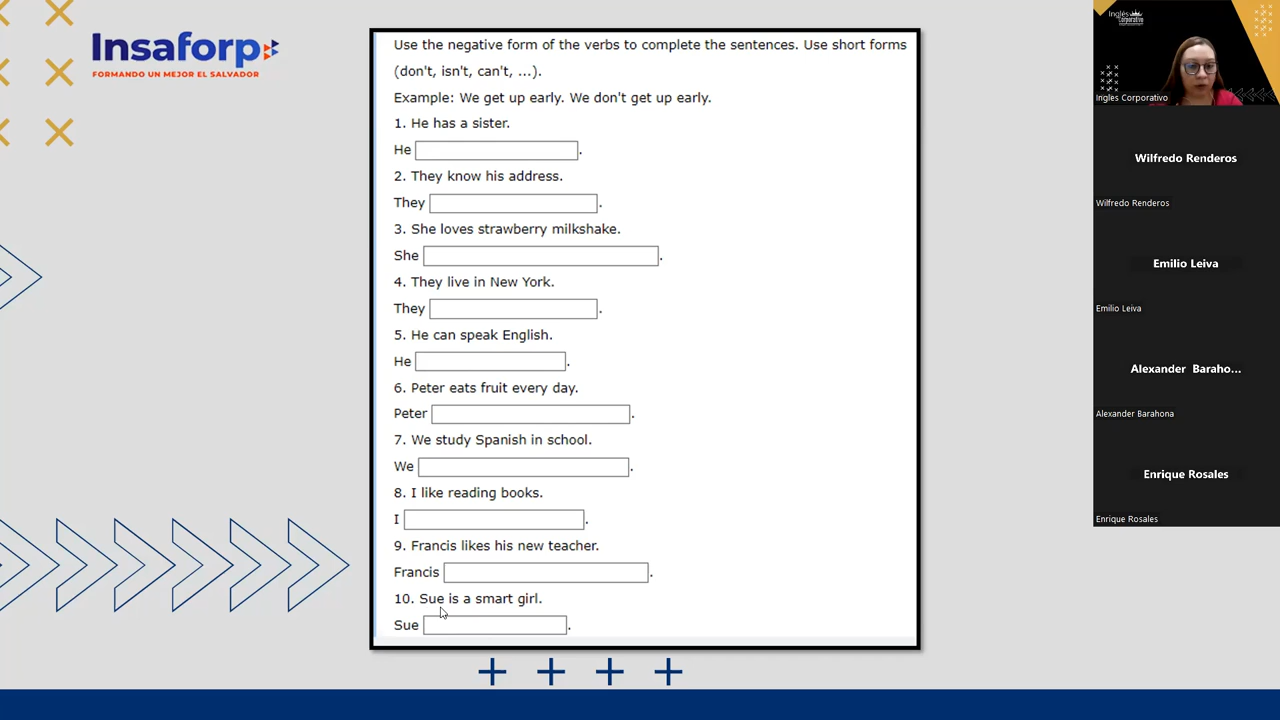 Insaforp
FORMANDO UN MEJOR EL SALVADOR
Use the negative form of the verbs to complete the sentences. Use short forms
(don't, isn't, can't, ...).
Example: We get up early. We don't get up early.
1. He has a sister.
He .
2. They know his address.
They .
3. She loves strawberry milkshake.
She .
4. They live in New York.
They .
5. He can speak English.
He .
6. Peter eats fruit every day.
Peter .
7. We study Spanish in school.
We .
8. I like reading books.
I .
9. Francis likes his new teacher.
Francis .
10. Sue is a smart girl.
Sue .
Inglés
Corporativo
Ingles Corporativo
Wilfredo Renderos
Wilfredo Renderos
Emilio Leiva
Emilio Leiva
Alexander Baraho...
Alexander Barahona
Enrique Rosales
Enrique Rosales